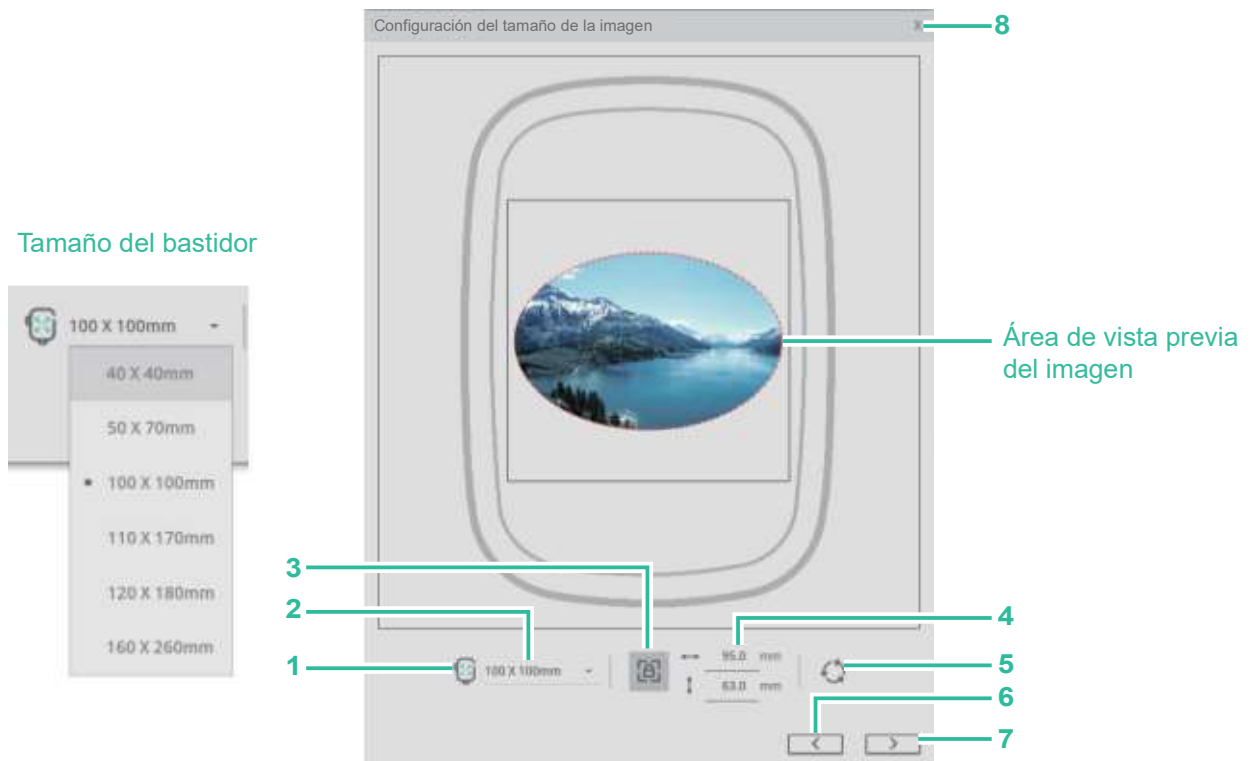 Configuración del tamaño de la imagen
x
8
Tamaño del bastidor
100 X 100mm
40 X 40mm
50 X 70mm
100 X 100mm
110 X 170mm
120 X 180mm
160 X 260mm
Área de vista previa
del imagen
3
2
1
100 X 100mm
95.0 mm
63.0 mm
4
5
6
7